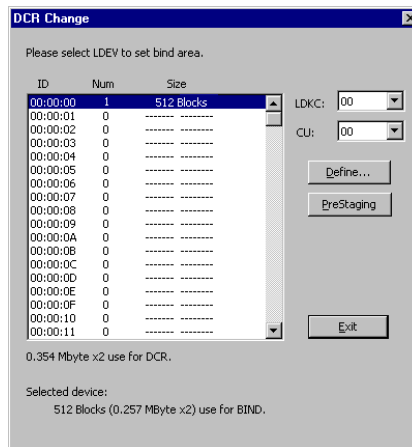 DCR Change
Please select LDEV to set bind area.
ID Num Size
00:00:00 1 512 Blocks
00:00:01 0 ------- --------
00:00:02 0 ------- --------
00:00:03 0 ------- --------
00:00:04 0 ------- --------
00:00:05 0 ------- --------
00:00:06 0 ------- --------
00:00:07 0 ------- --------
00:00:08 0 ------- --------
00:00:09 0 ------- --------
00:00:0A 0 ------- --------
00:00:0B 0 ------- --------
00:00:0C 0 ------- --------
00:00:0D 0 ------- --------
00:00:0E 0 ------- --------
00:00:0F 0 ------- --------
00:00:10 0 ------- --------
00:00:11 0 ------- --------
LDKC: 00
CU: 00
Define...
PreStaging
Exit
0.354 Mbyte x2 use for DCR.
Selected device:
512 Blocks (0.257 MByte x2) use for BIND.